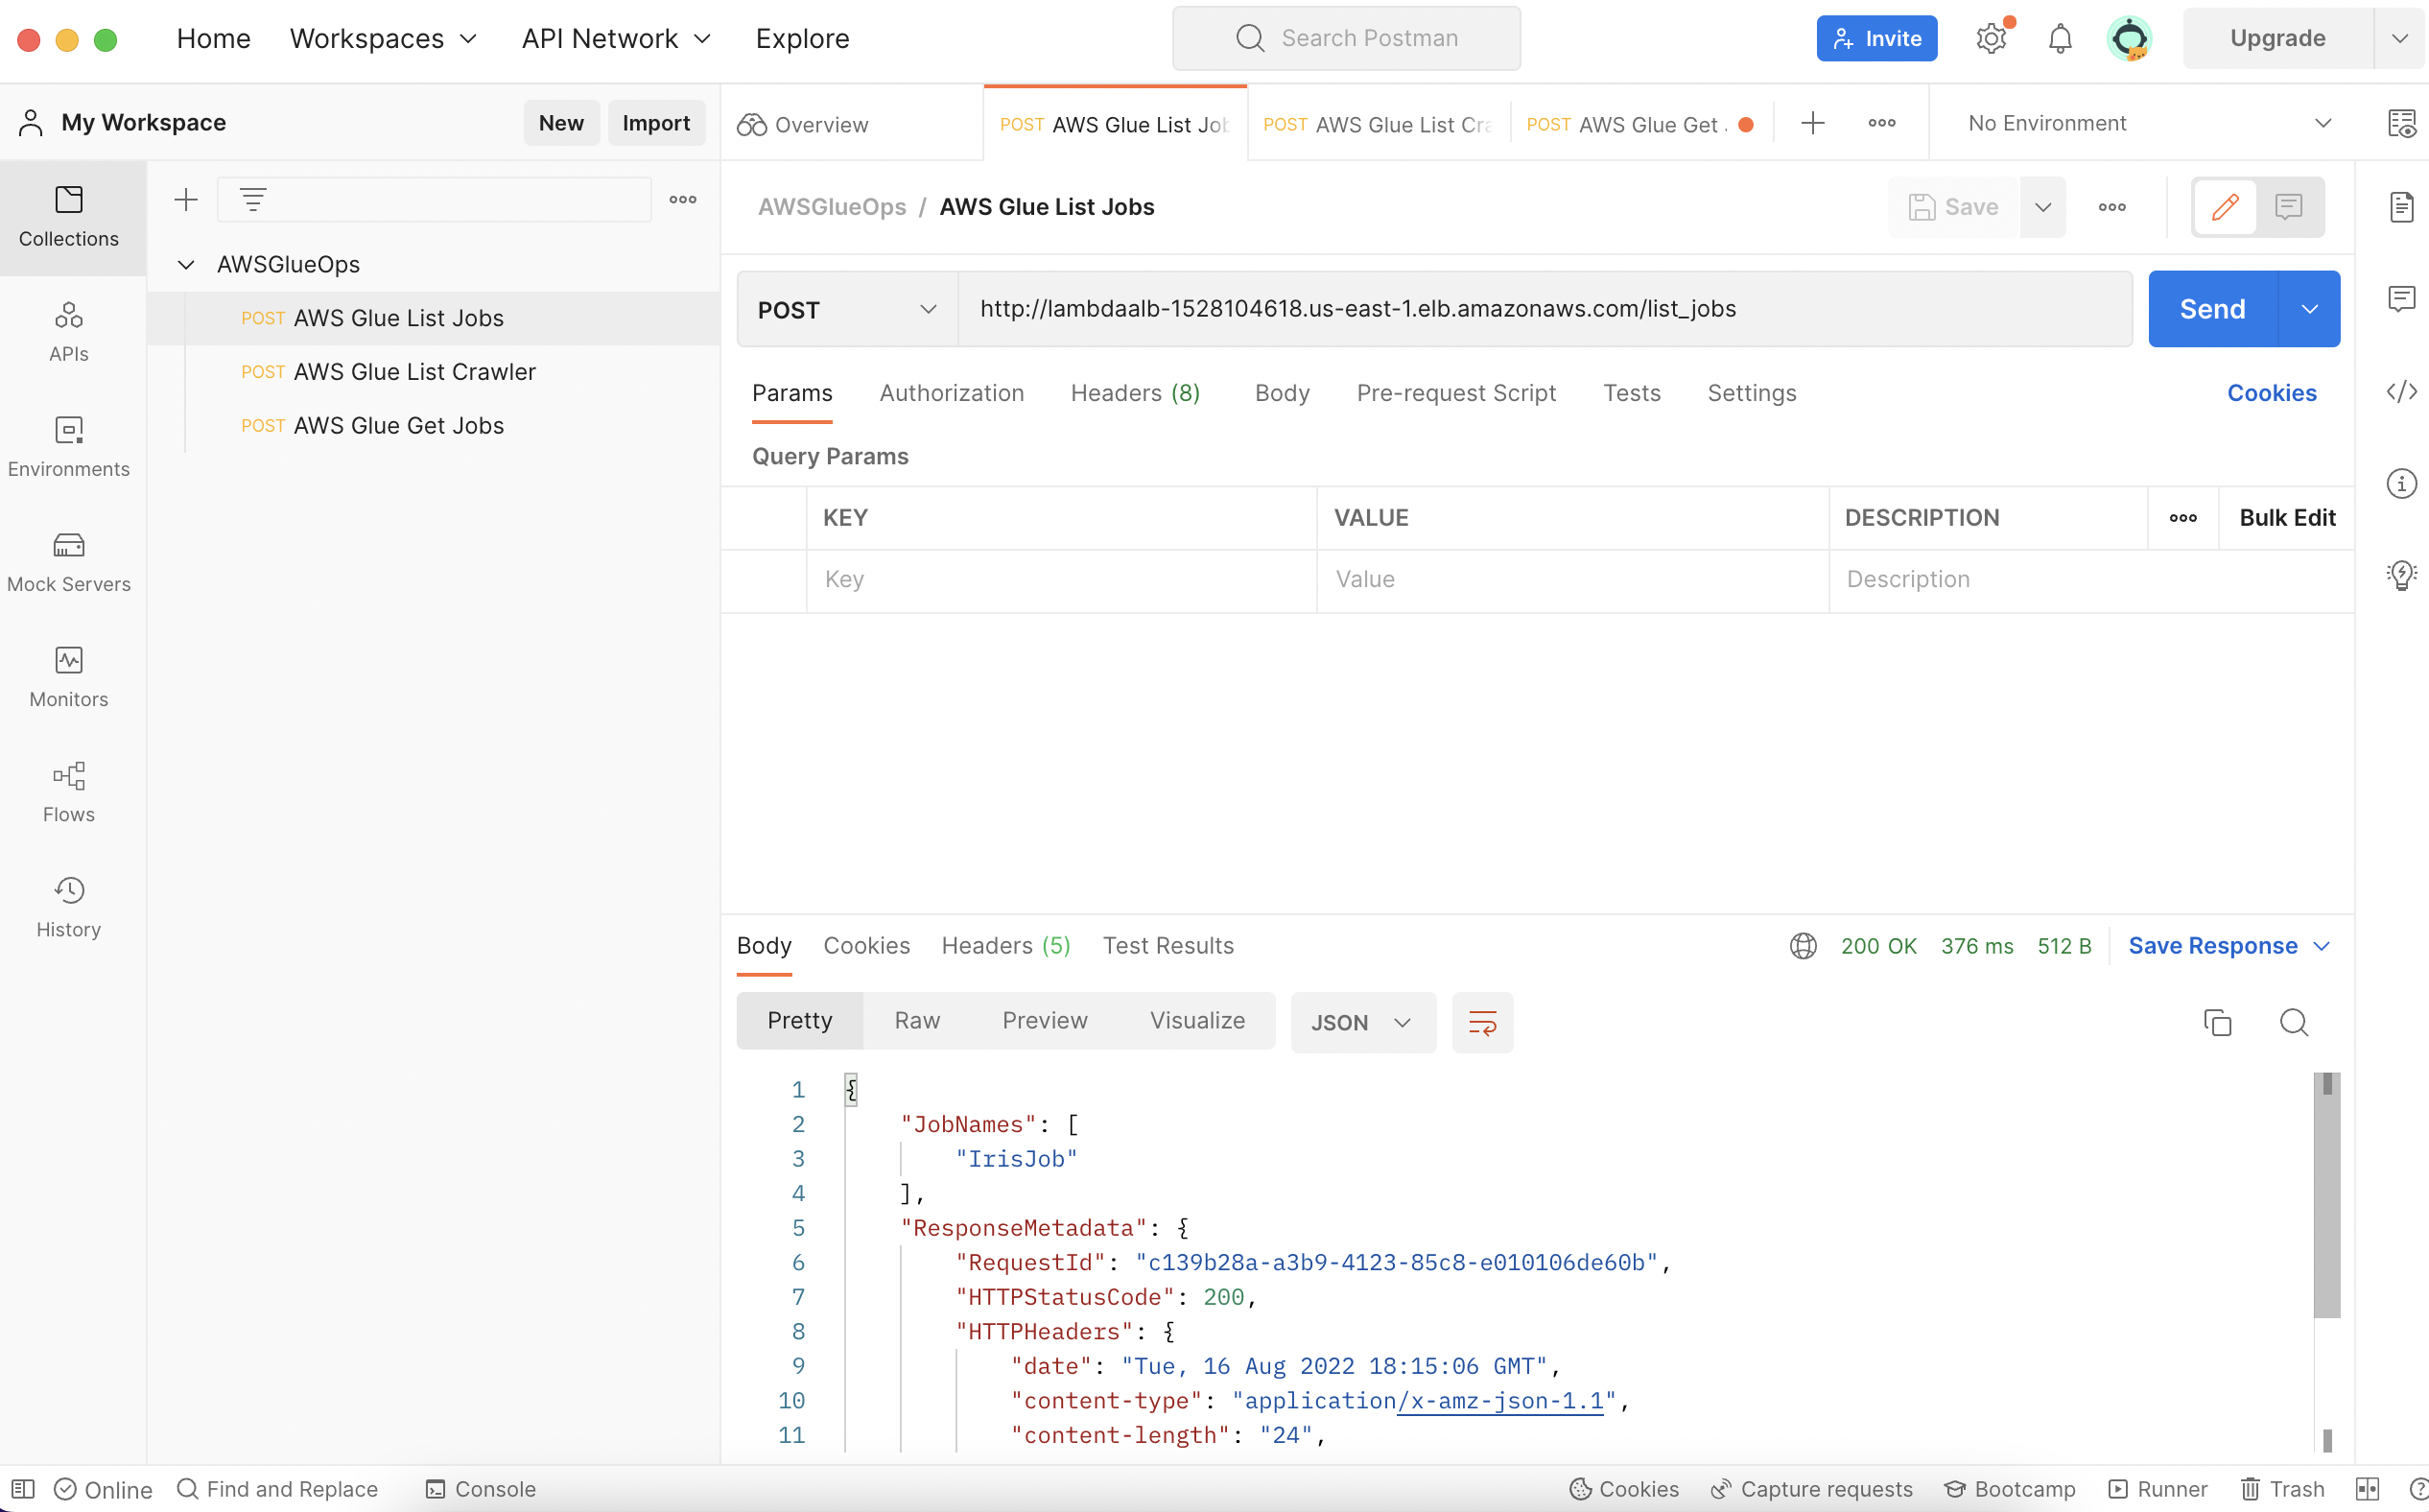 Home Workspaces API Network Explore Search Postman Invite Upgrade
My Workspace New Import
Overview POST AWS Glue List Job POST AWS Glue List Cra POST AWS Glue Get . No Environment
Collections
APIs
Environments
Mock Servers
Monitors
Flows
History
AWSGlueOps
POST AWS Glue List Jobs
POST AWS Glue List Crawler
POST AWS Glue Get Jobs
AWSGlueOps / AWS Glue List Jobs Save
POST http://lambdaalb-1528104618.us-east-1.elb.amazonaws.com/list_jobs Send
Params Authorization Headers (8) Body Pre-request Script Tests Settings Cookies
Query Params
KEY VALUE DESCRIPTION Bulk Edit
Key Value Description
Body Cookies Headers (5) Test Results 200 OK 376 ms 512 B Save Response
Pretty Raw Preview Visualize JSON
1 {
2 "JobNames": [
3 "IrisJob"
4 ],
5 "ResponseMetadata": {
6 "RequestId": "c139b28a-a3b9-4123-85c8-e010106de60b",
7 "HTTPStatusCode": 200,
8 "HTTPHeaders": {
9 "date": "Tue, 16 Aug 2022 18:15:06 GMT",
10 "content-type": "application/x-amz-json-1.1",
11 "content-length": "24",
Online Find and Replace Console Cookies Capture requests Bootcamp Runner Trash